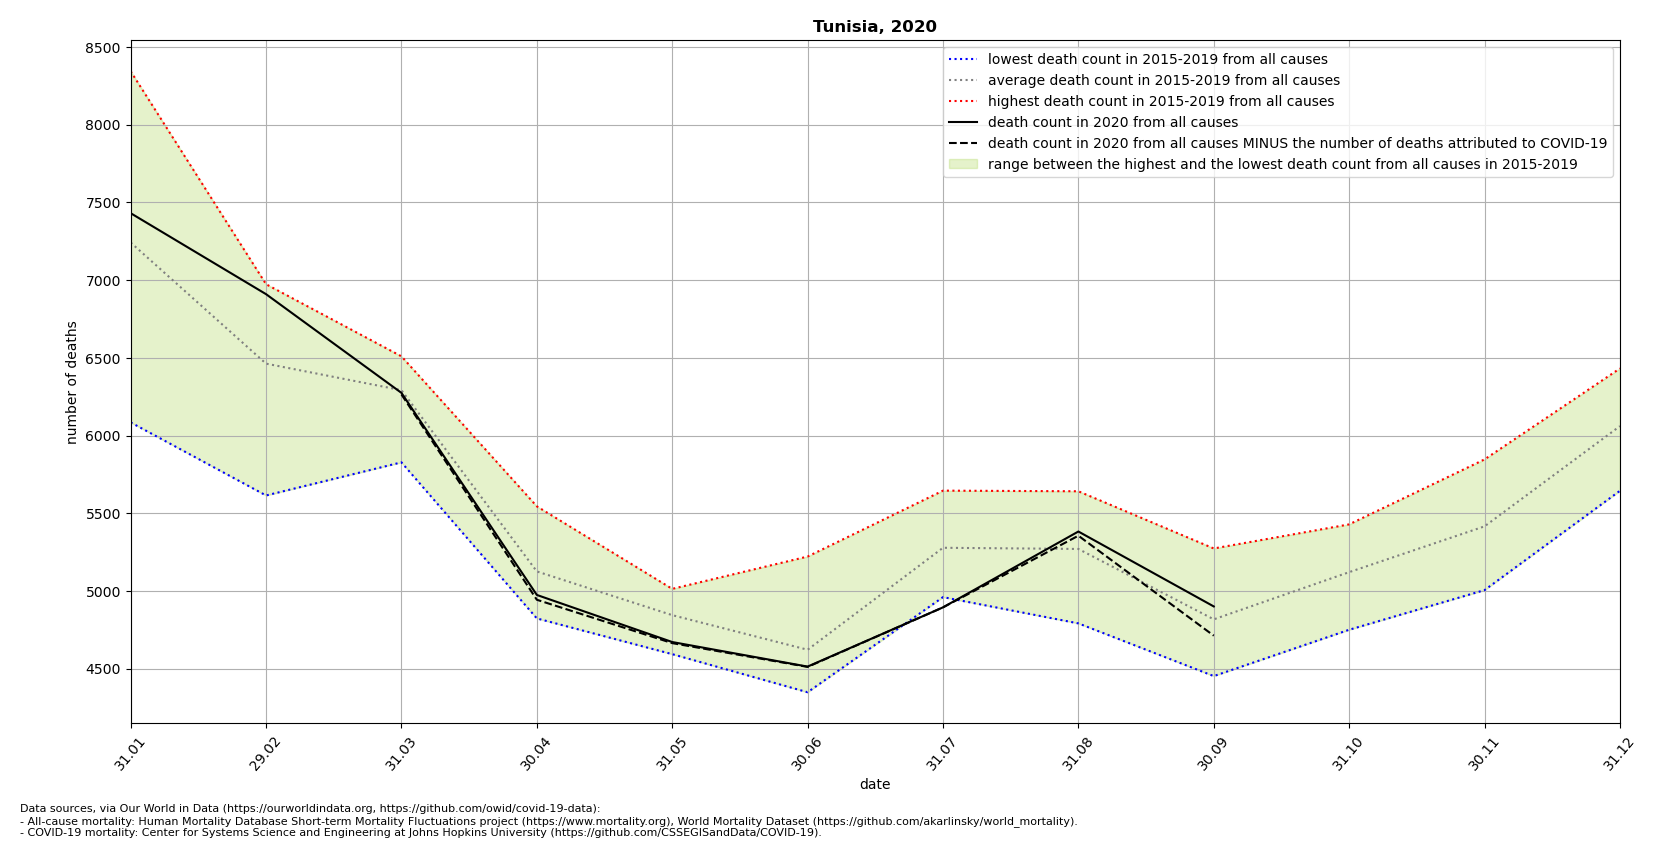 Tunisia, 2020
8500
8000
7500
7000
6500
6000
5500
5000
4500
number of deaths
lowest death count in 2015-2019 from all causes
average death count in 2015-2019 from all causes
highest death count in 2015-2019 from all causes
death count in 2020 from all causes
death count in 2020 from all causes MINUS the number of deaths attributed to COVID-19
range between the highest and the lowest death count from all causes in 2015-2019
31.01
29.02
31.03
30.04
31.05
30.06
31.07
31.08
30.09
31.10
30.11
31.12
date
Data sources, via Our World in Data (https://ourworldindata.org, https://github.com/owid/covid-19-data):
- All-cause mortality: Human Mortality Database Short-term Mortality Fluctuations project (https://www.mortality.org), World Mortality Dataset (https://github.com/akarlinsky/world_mortality).
- COVID-19 mortality: Center for Systems Science and Engineering at Johns Hopkins University (https://github.com/CSSEGISandData/COVID-19).